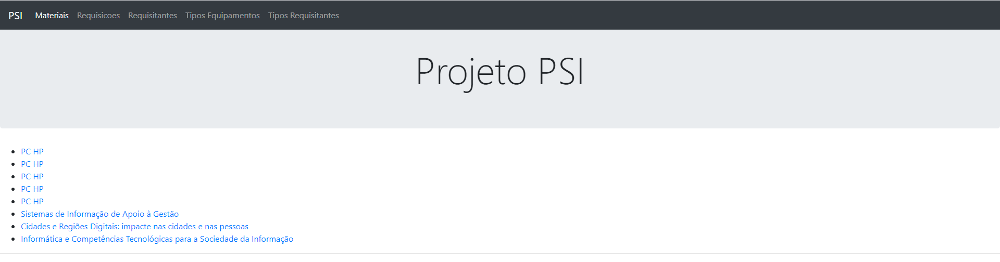 PSI Materiais Requisicoes Requisitantes Tipos Equipamentos Tipos Requisitantes
Projeto PSI
PC HP
PC HP
PC HP
PC HP
PC HP
Sistemas de Informação de Apoio à Gestão
Cidades e Regiões Digitais: impacte nas cidades e nas pessoas
Informática e Competências Tecnológicas para a Sociedade da Informação